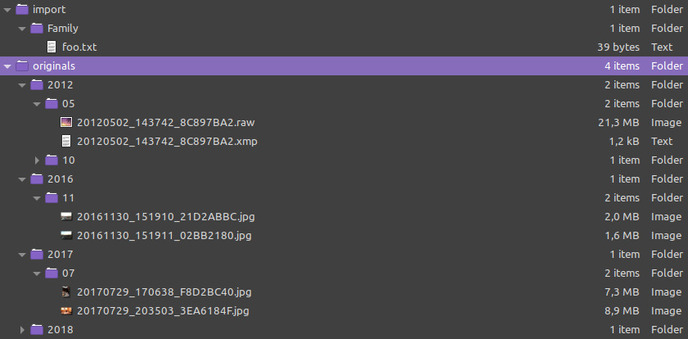 import 1 item Folder
Family 1 item Folder
foo.txt 39 bytes Text
originals 4 items Folder
2012 2 items Folder
05 2 items Folder
20120502_143742_8C897BA2.raw 21,3 MB Image
20120502_143742_8C897BA2.xmp 1,2 kB Text
10 1 item Folder
2016 1 item Folder
11 2 items Folder
20161130_151910_21D2ABBC.jpg 2,0 MB Image
20161130_151911_02BB2180.jpg 1,6 MB Image
2017 1 item Folder
07 2 items Folder
20170729_170638_F8D2BC40.jpg 7,3 MB Image
20170729_203503_3EA6184F.jpg 8,9 MB Image
2018 1 item Folder